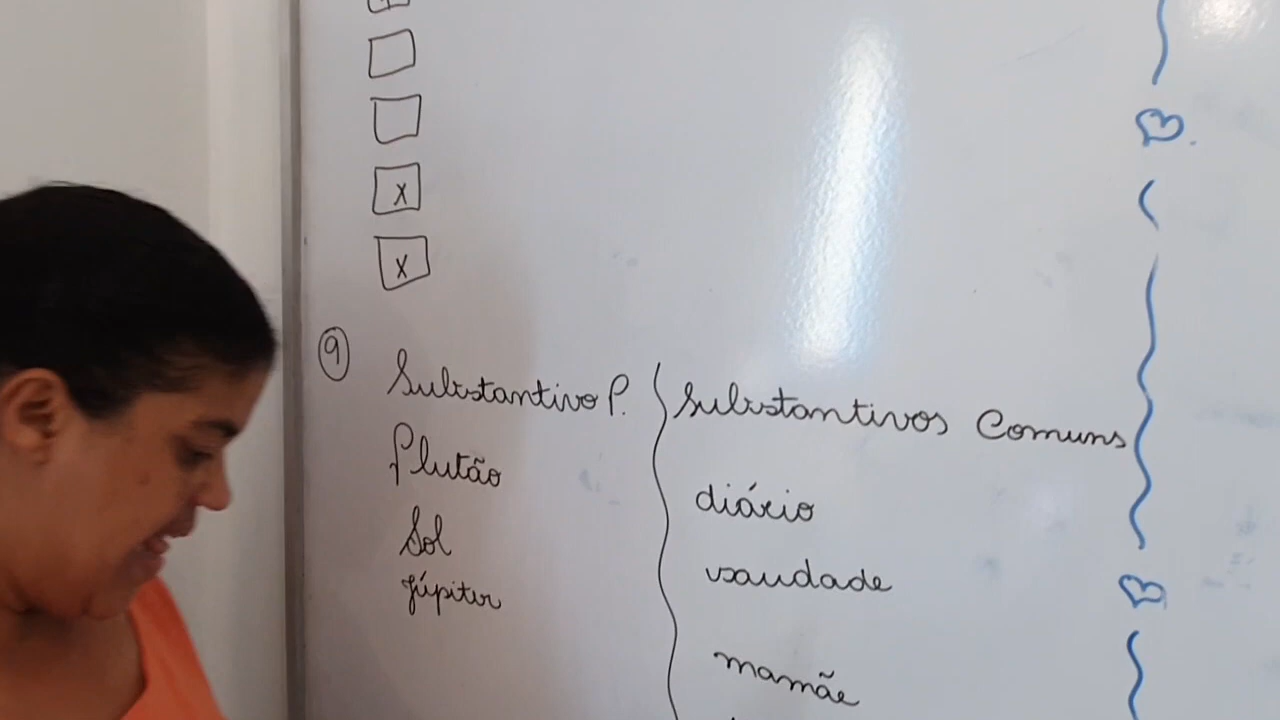 x
x
9
Substantivo P.
Substantivos Comuns
Plutão
diário
Sol
saudade
Júpiter
mamãe